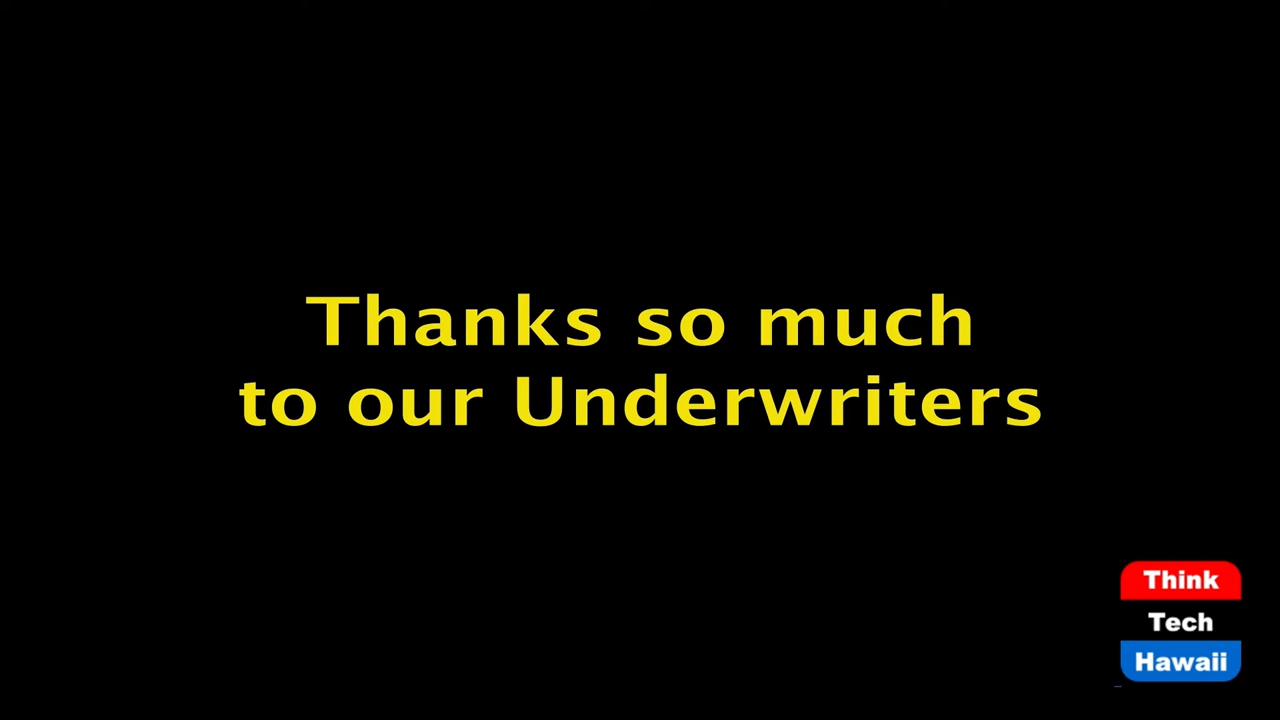 Thanks so much
to our Underwriters
Think
Tech
Hawaii